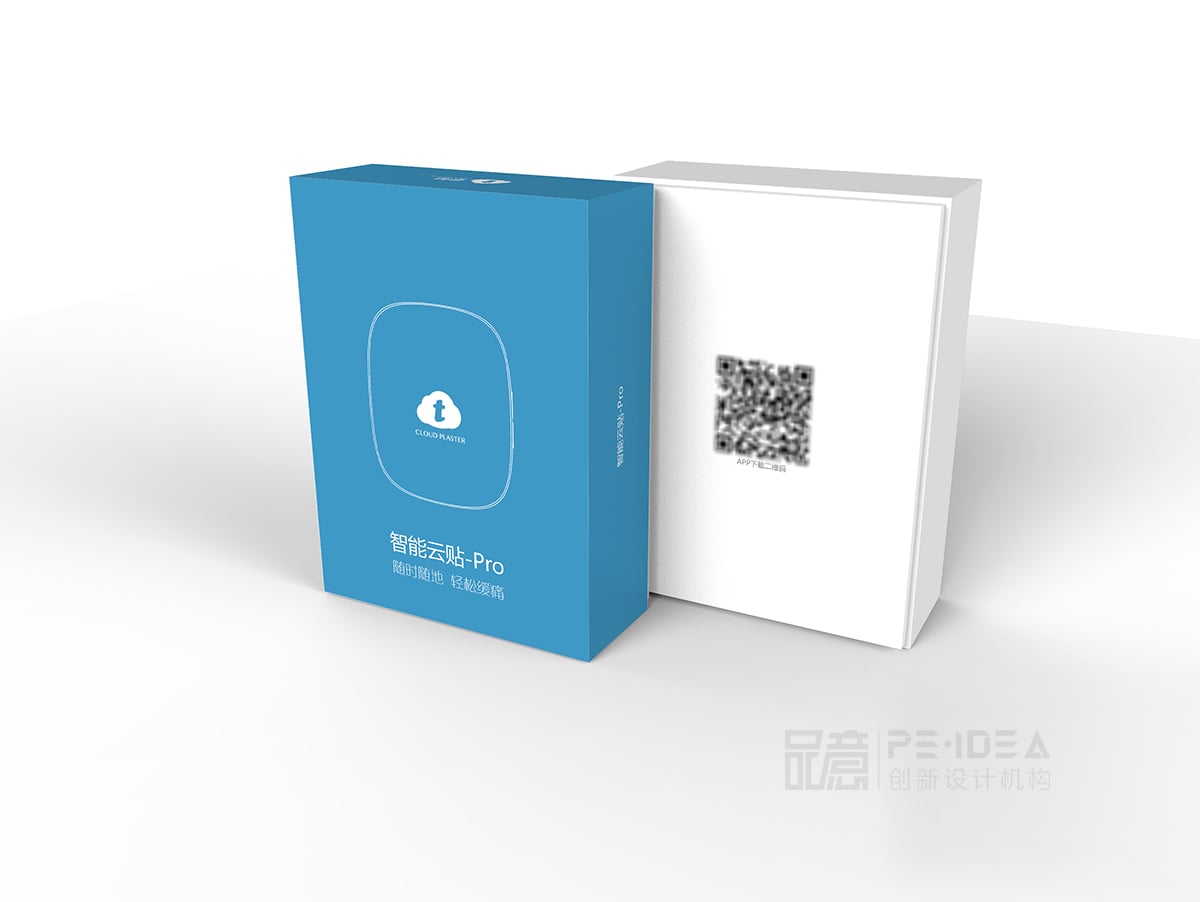 t
CLOUD PLASTER
智能云贴-Pro
随时随地 轻松缓痛
智能云贴-Pro
APP下载二维码
品意
PE·IDEA
创新设计机构